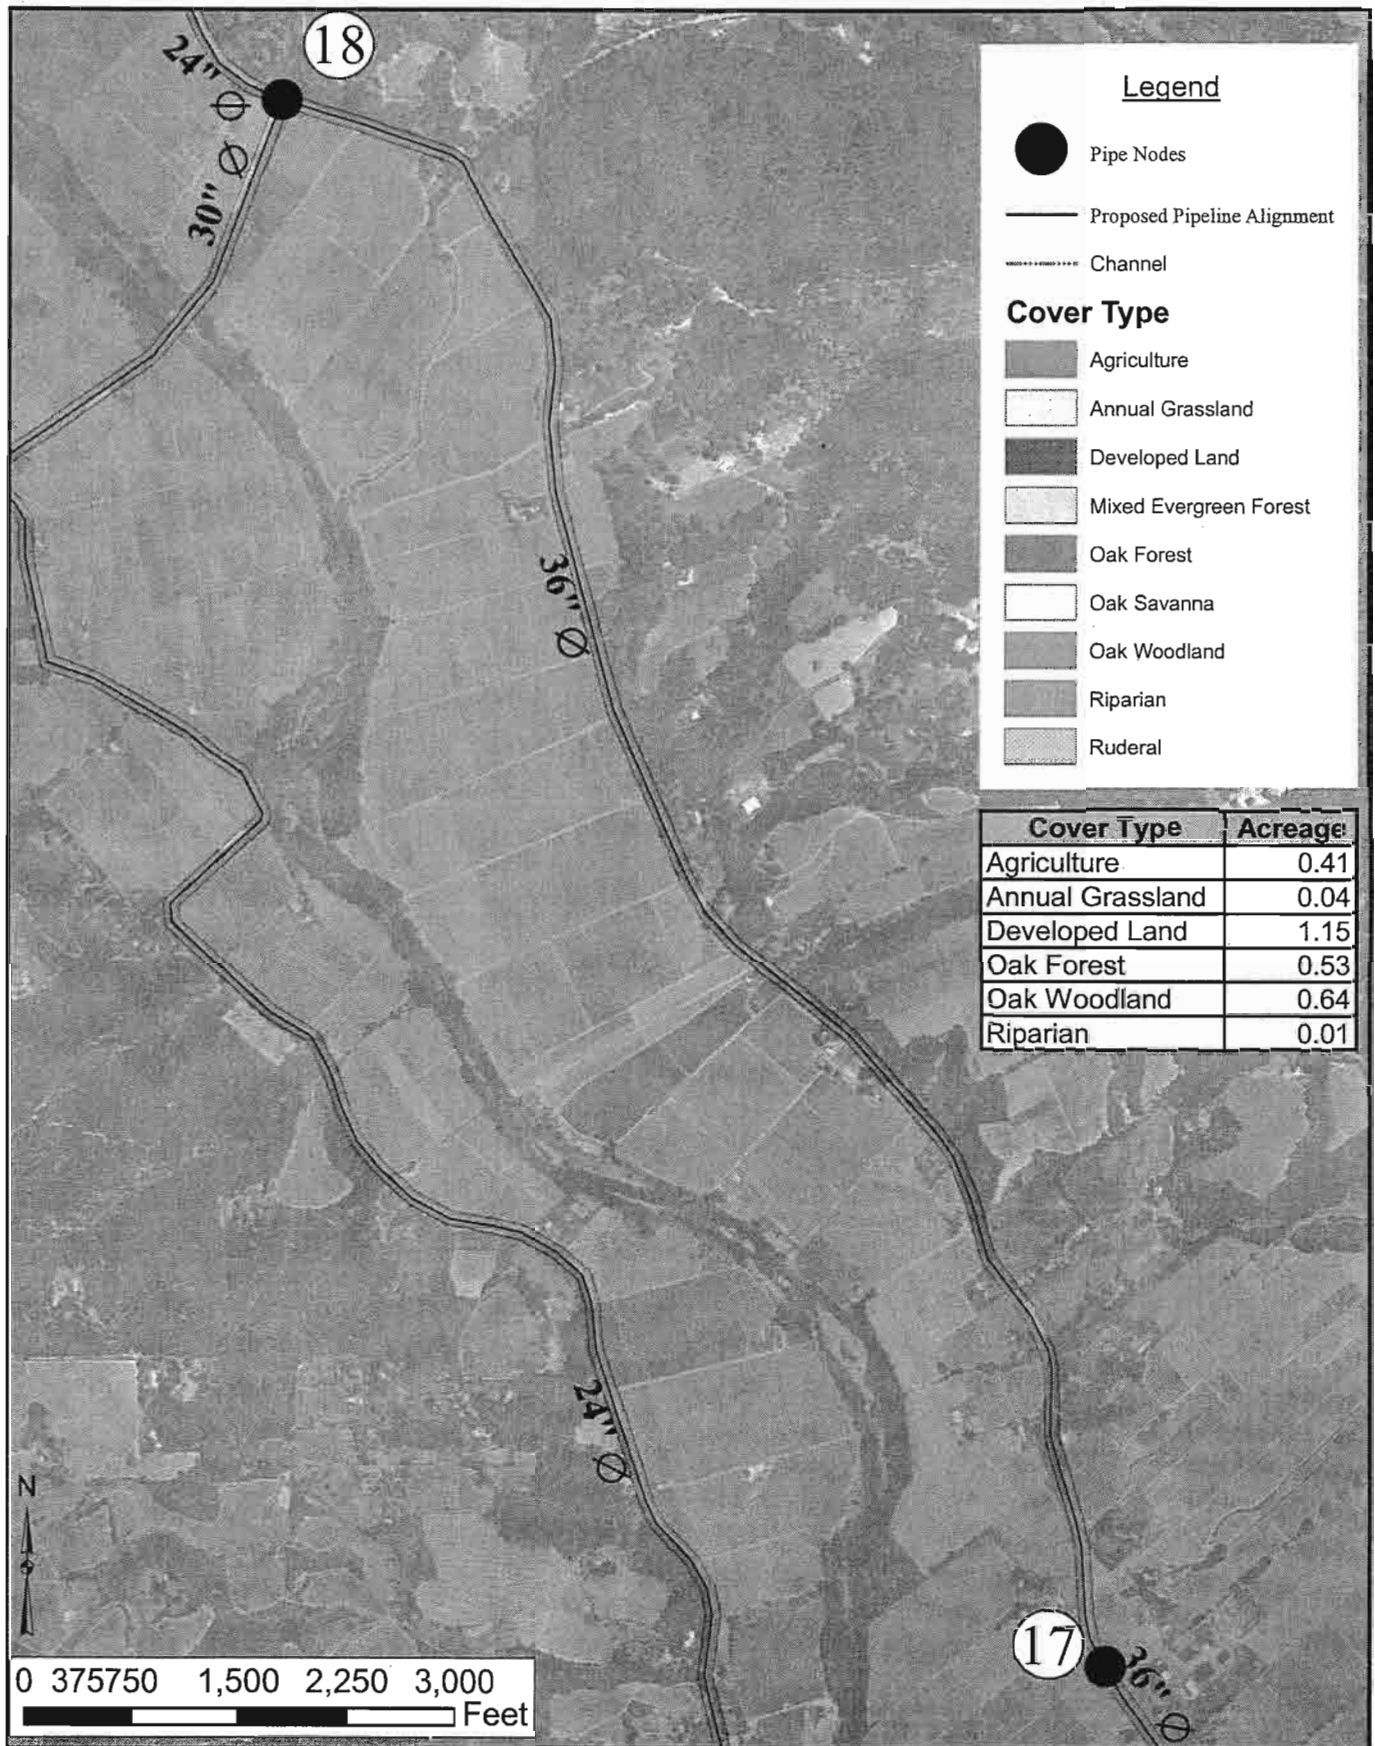 18
24" Ø
30" Ø
36" Ø
24" Ø
17
36" Ø
Legend
Pipe Nodes
Proposed Pipeline Alignment
Channel
Cover Type
Agriculture
Annual Grassland
Developed Land
Mixed Evergreen Forest
Oak Forest
Oak Savanna
Oak Woodland
Riparian
Ruderal
Cover Type Acreage
Agriculture 0.41
Annual Grassland 0.04
Developed Land 1.15
Oak Forest 0.53
Oak Woodland 0.64
Riparian 0.01
N
0 375750 1,500 2,250 3,000
Feet